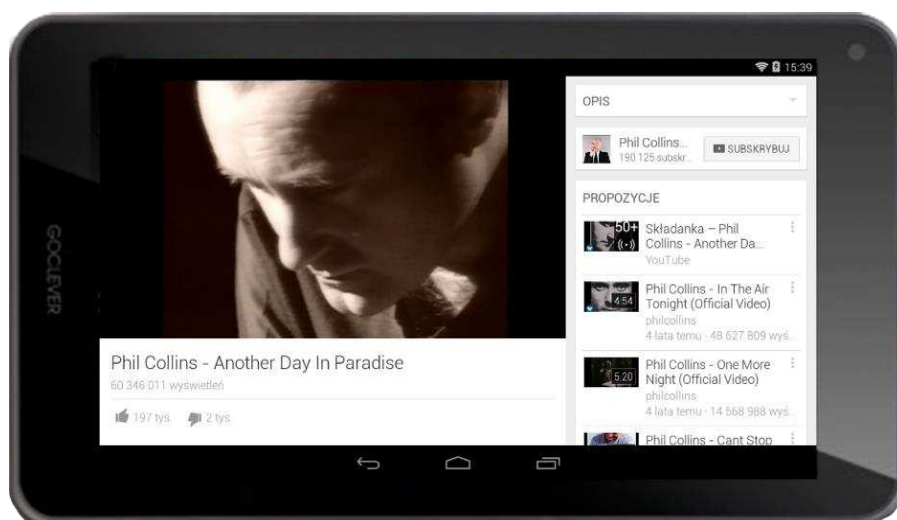 15:39
GOCLEVER
OPIS
Phil Collins...
190 125 subskr...
SUBSKRYBUJ
PROPOZYCJE
50+
Składanka – Phil
Collins - Another Da...
YouTube
4:54
Phil Collins - In The Air
Tonight (Official Video)
philcollins
4 lata temu · 48 627 809 wyś...
5:20
Phil Collins - One More
Night (Official Video)
philcollins
4 lata temu · 14 568 988 wyś...
Phil Collins - Cant Stop
Phil Collins - Another Day In Paradise
60 346 011 wyświetleń
197 tys.
2 tys.